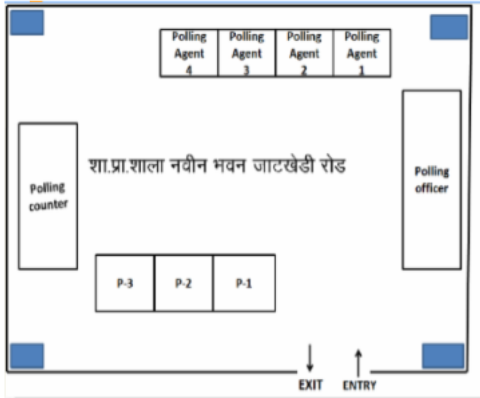 Polling Agent 4
Polling Agent 3
Polling Agent 2
Polling Agent 1
Polling counter
शा.प्रा.शाला नवीन भवन जाटखेडी रोड
Polling officer
P-3
P-2
P-1
EXIT
ENTRY